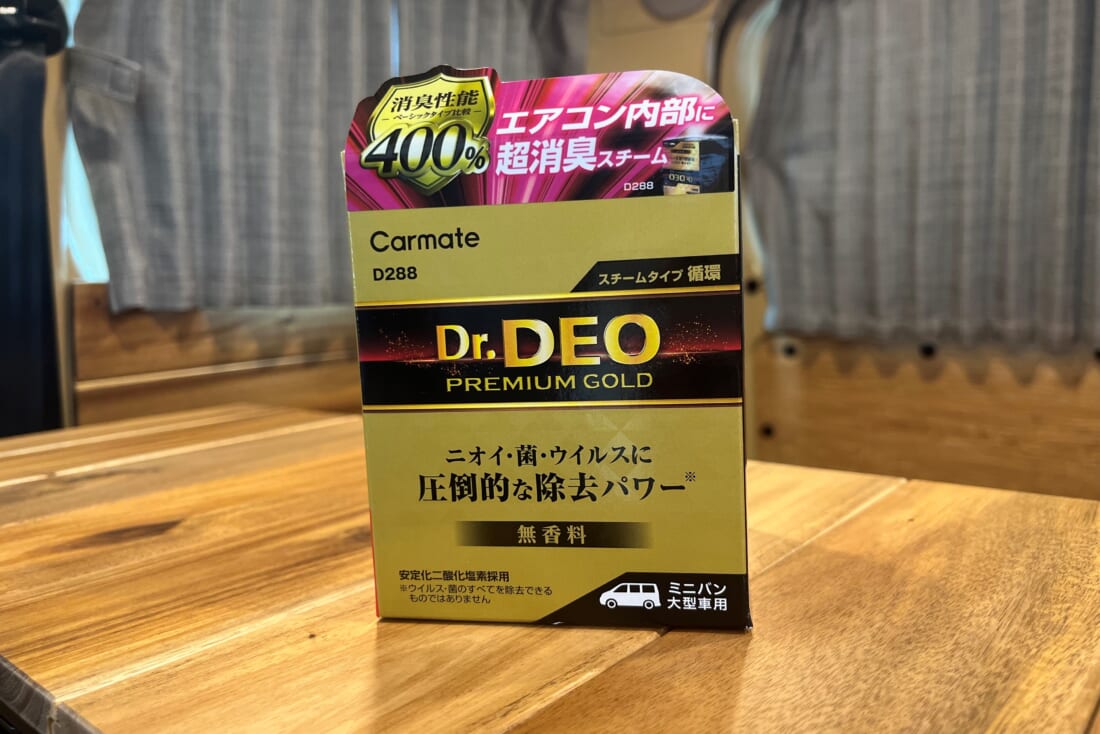 消臭性能
ベーシックタイプ比較
400%
エアコン内部に
超消臭スチーム
D288
Carmate
D288
スチームタイプ 循環
Dr.DEO
PREMIUM GOLD
ニオイ・菌・ウイルスに
圧倒的な除去パワー※
無香料
安定化二酸化塩素採用
※ウイルス・菌のすべてを除去できる
ものではありません
ミニバン
大型車用